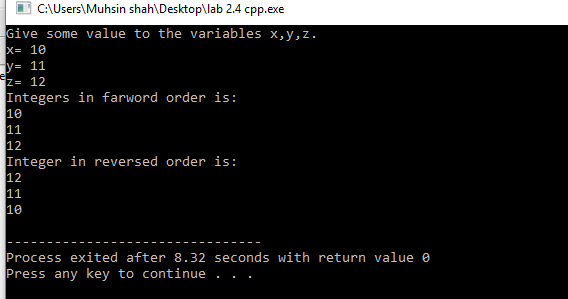 C:\Users\Muhsin shah\Desktop\lab 2.4 cpp.exe
Give some value to the variables x,y,z.
x= 10
y= 11
z= 12
Integers in farword order is:
10
11
12
Integer in reversed order is:
12
11
10
--------------------------------
Process exited after 8.32 seconds with return value 0
Press any key to continue . . .